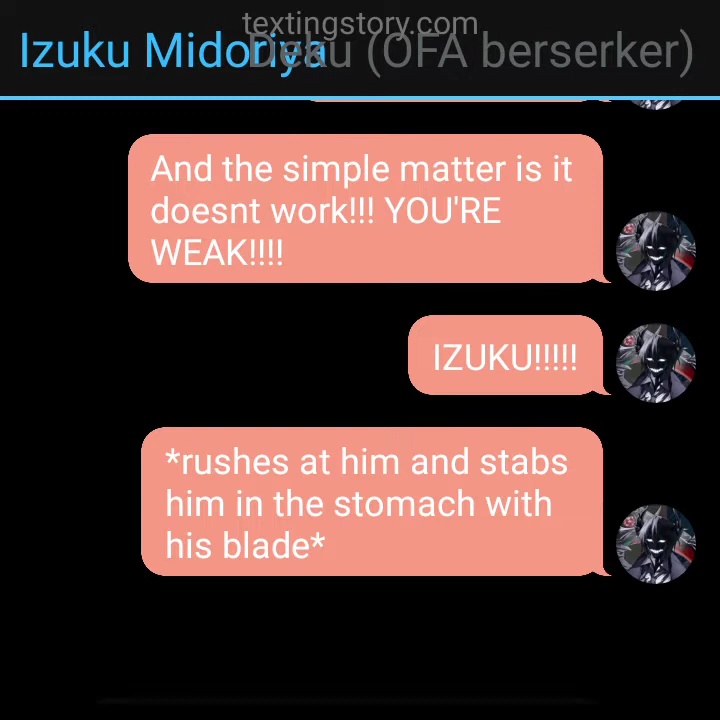 textingstory.com
Izuku Midoriya
Deku (OFA berserker)
And the simple matter is it
doesnt work!!! YOU'RE
WEAK!!!!
IZUKU!!!!!
*rushes at him and stabs
him in the stomach with
his blade*